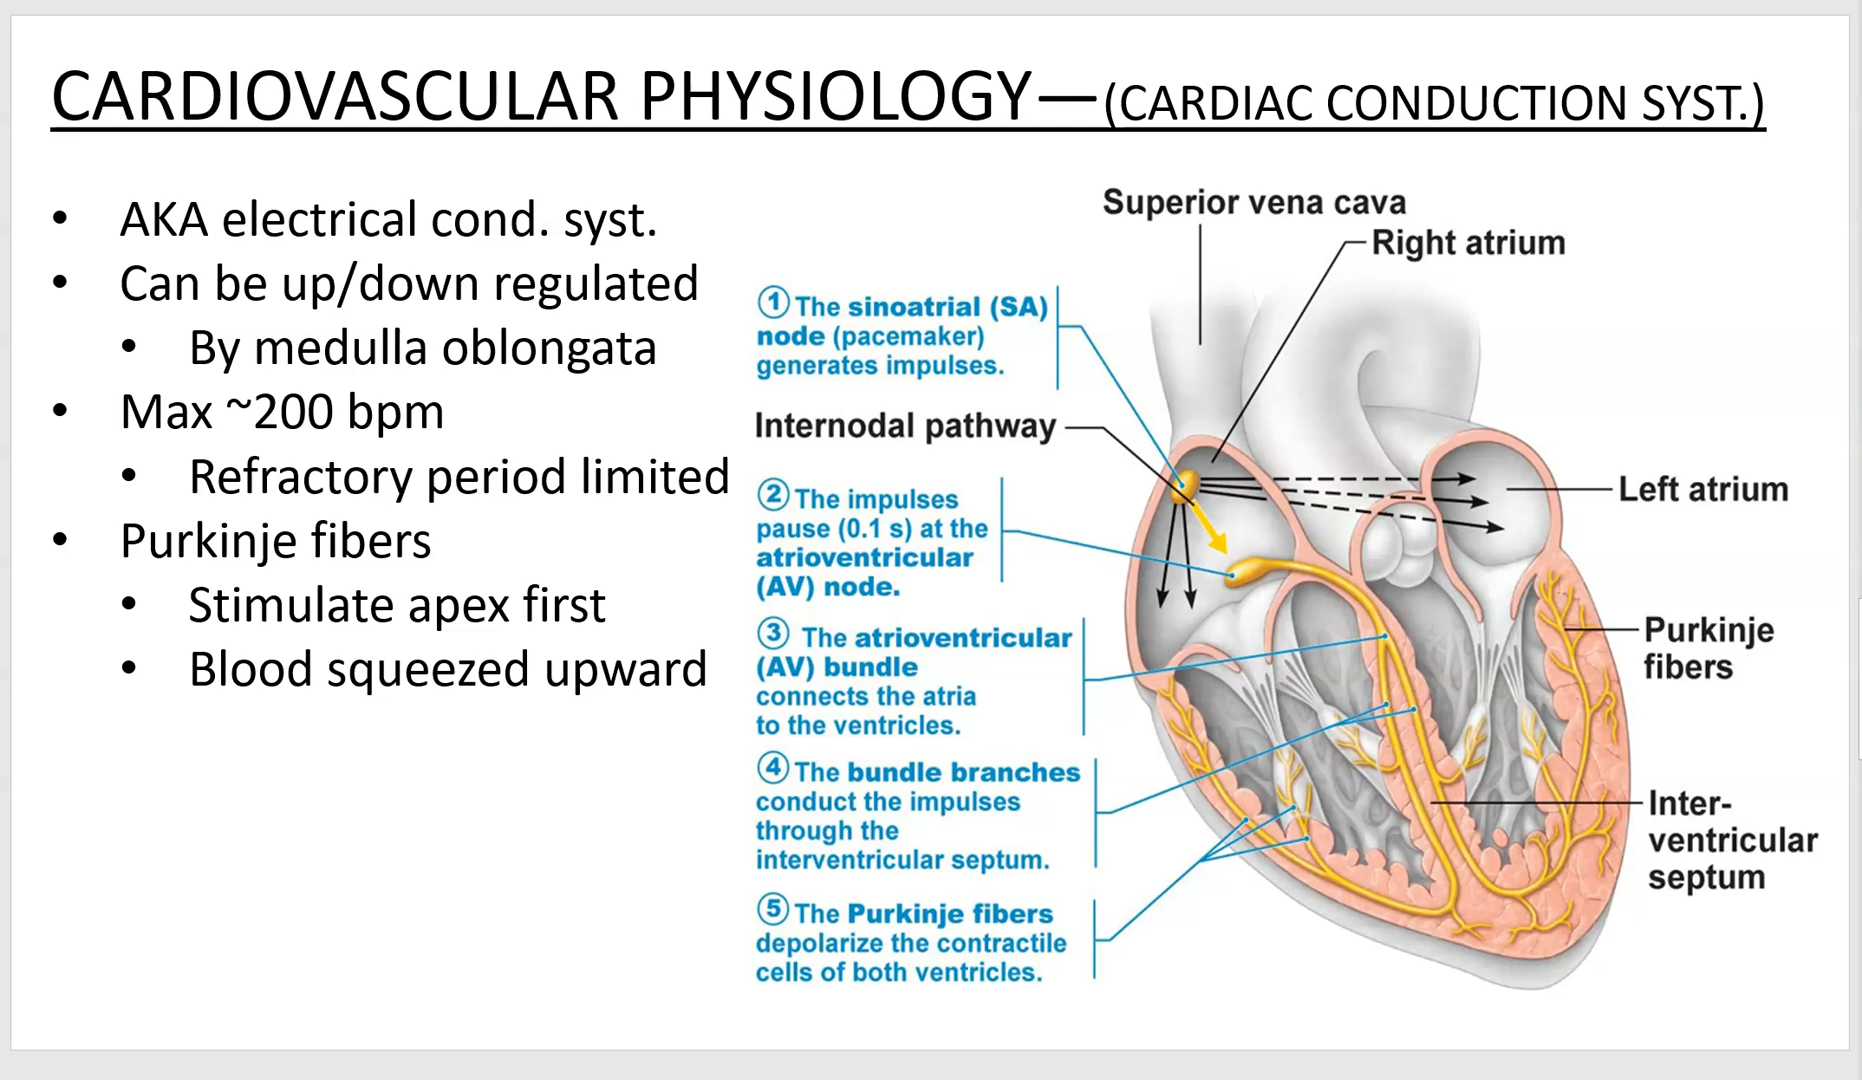 CARDIOVASCULAR PHYSIOLOGY—(CARDIAC CONDUCTION SYST.)
• AKA electrical cond. syst.
• Can be up/down regulated
• By medulla oblongata
• Max ~200 bpm
• Refractory period limited
• Purkinje fibers
• Stimulate apex first
• Blood squeezed upward
Superior vena cava
Right atrium
① The sinoatrial (SA)
node (pacemaker)
generates impulses.
Internodal pathway
② The impulses
pause (0.1 s) at the
atrioventricular
(AV) node.
Left atrium
③ The atrioventricular
(AV) bundle
connects the atria
to the ventricles.
Purkinje
fibers
④ The bundle branches
conduct the impulses
through the
interventricular septum.
Inter-
ventricular
septum
⑤ The Purkinje fibers
depolarize the contractile
cells of both ventricles.